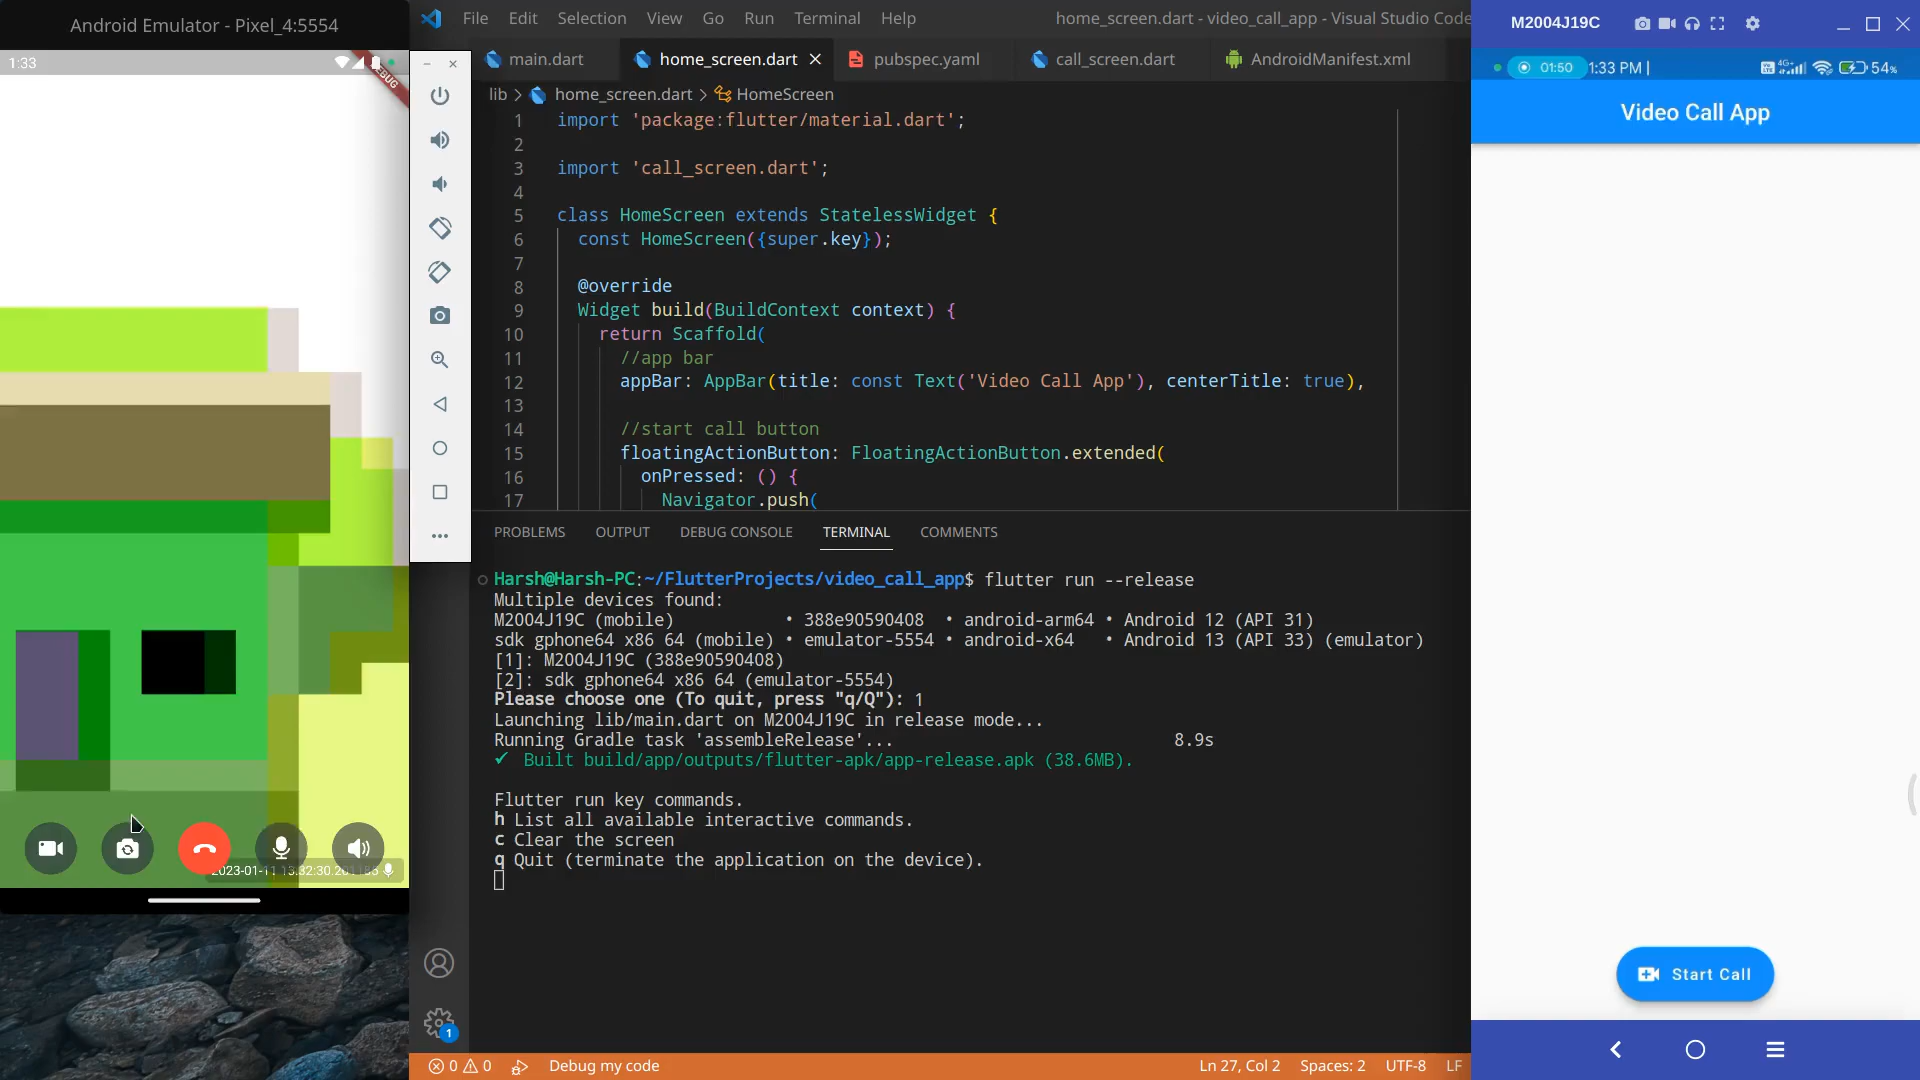 Android Emulator - Pixel_4:5554
1:33
DEBUG
2023-01-11 13:32:30.201186
File Edit Selection View Go Run Terminal Help
home_screen.dart - video_call_app - Visual Studio Code
main.dart home_screen.dart pubspec.yaml call_screen.dart AndroidManifest.xml
lib > home_screen.dart > HomeScreen
1 import 'package:flutter/material.dart';
2
3 import 'call_screen.dart';
4
5 class HomeScreen extends StatelessWidget {
6 const HomeScreen({super.key});
7
8 @override
9 Widget build(BuildContext context) {
10 return Scaffold(
11 //app bar
12 appBar: AppBar(title: const Text('Video Call App'), centerTitle: true),
13
14 //start call button
15 floatingActionButton: FloatingActionButton.extended(
16 onPressed: () {
17 Navigator.push(
PROBLEMS OUTPUT DEBUG CONSOLE TERMINAL COMMENTS
Harsh@Harsh-PC:~/FlutterProjects/video_call_app$ flutter run --release
Multiple devices found:
M2004J19C (mobile) • 388e90590408 • android-arm64 • Android 12 (API 31)
sdk gphone64 x86 64 (mobile) • emulator-5554 • android-x64 • Android 13 (API 33) (emulator)
[1]: M2004J19C (388e90590408)
[2]: sdk gphone64 x86 64 (emulator-5554)
Please choose one (To quit, press "q/Q"): 1
Launching lib/main.dart on M2004J19C in release mode...
Running Gradle task 'assembleRelease'... 8.9s
✓ Built build/app/outputs/flutter-apk/app-release.apk (38.6MB).
Flutter run key commands.
h List all available interactive commands.
c Clear the screen
q Quit (terminate the application on the device).
1
0 0 Debug my code
Ln 27, Col 2 Spaces: 2 UTF-8 LF
M2004J19C
01:50 1:33 PM | 4G+ 54%
Video Call App
Start Call